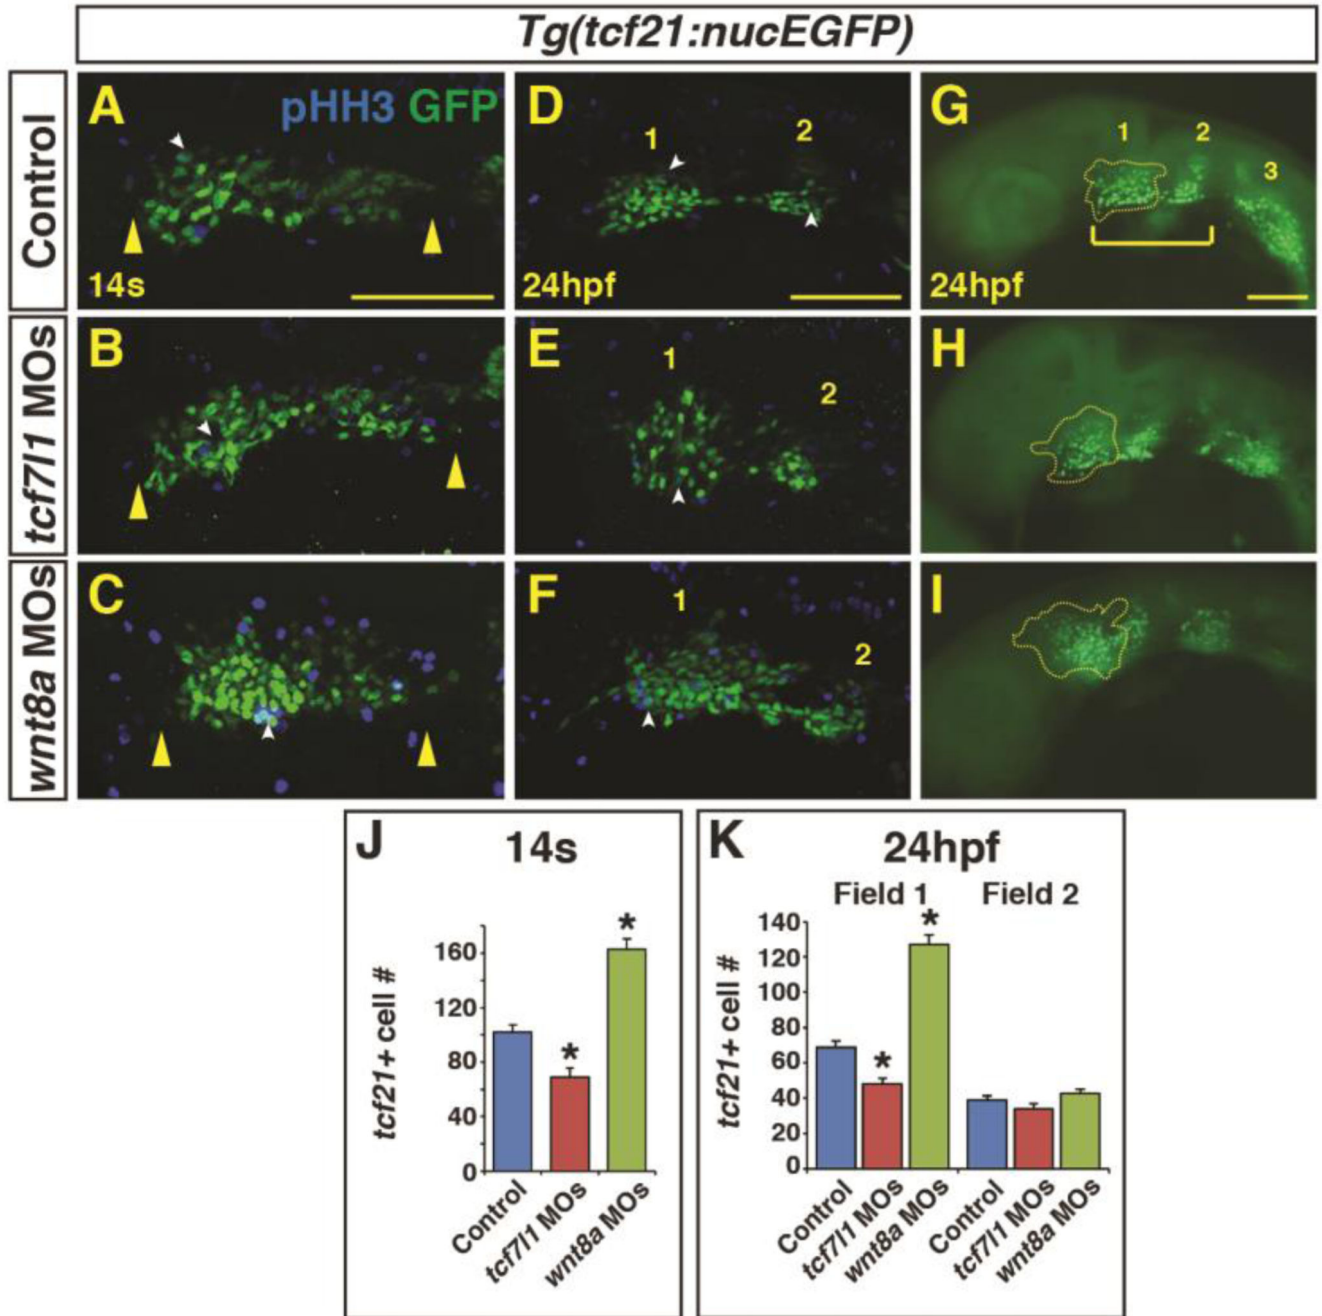 Tg(tcf21:nucEGFP)
Control
A
pHH3 GFP
14s
D
1
2
24hpf
G
1
2
3
24hpf
tcf7l1 MOs
B
E
1
2
H
wnt8a MOs
C
F
1
2
I
J
14s
tcf21+ cell #
160
120
80
40
0
*
*
Control
tcf7l1 MOs
wnt8a MOs
K
24hpf
Field 1
Field 2
tcf21+ cell #
140
120
100
80
60
40
20
0
*
*
Control
tcf7l1 MOs
wnt8a MOs
Control
tcf7l1 MOs
wnt8a MOs